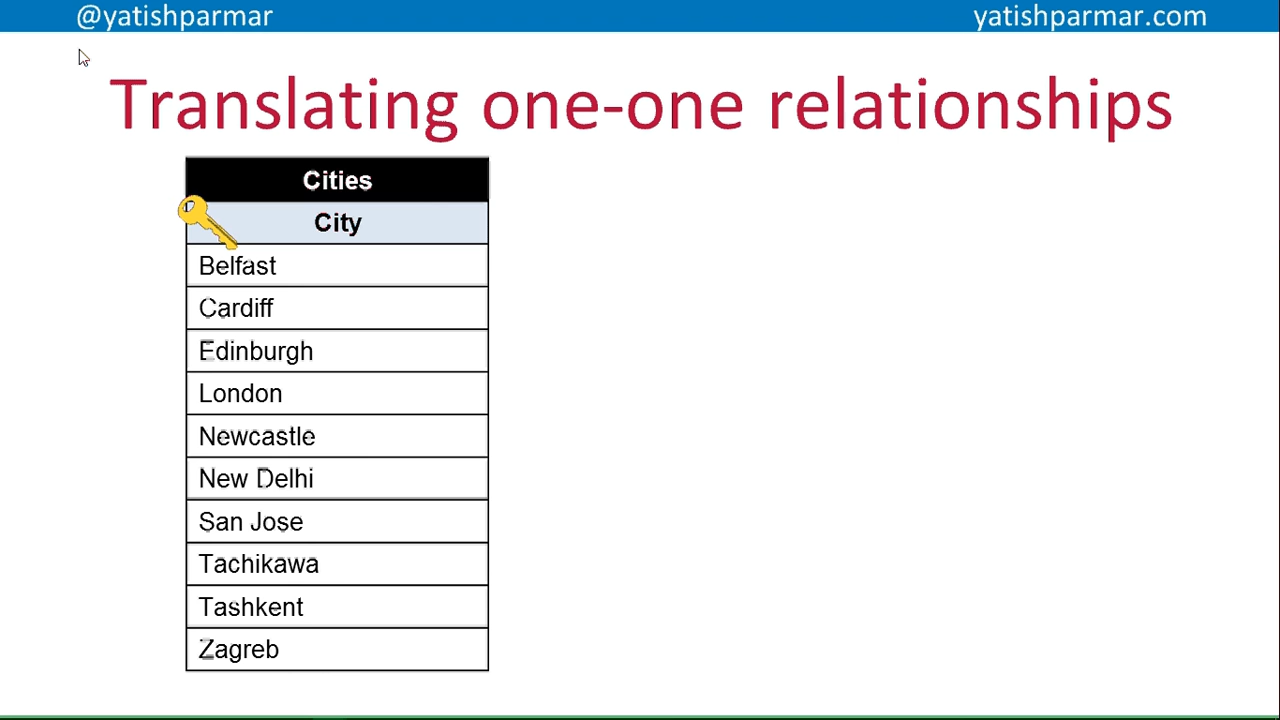 @yatishparmar
yatishparmar.com
Translating one-one relationships
Cities
City
Belfast
Cardiff
Edinburgh
London
Newcastle
New Delhi
San Jose
Tachikawa
Tashkent
Zagreb